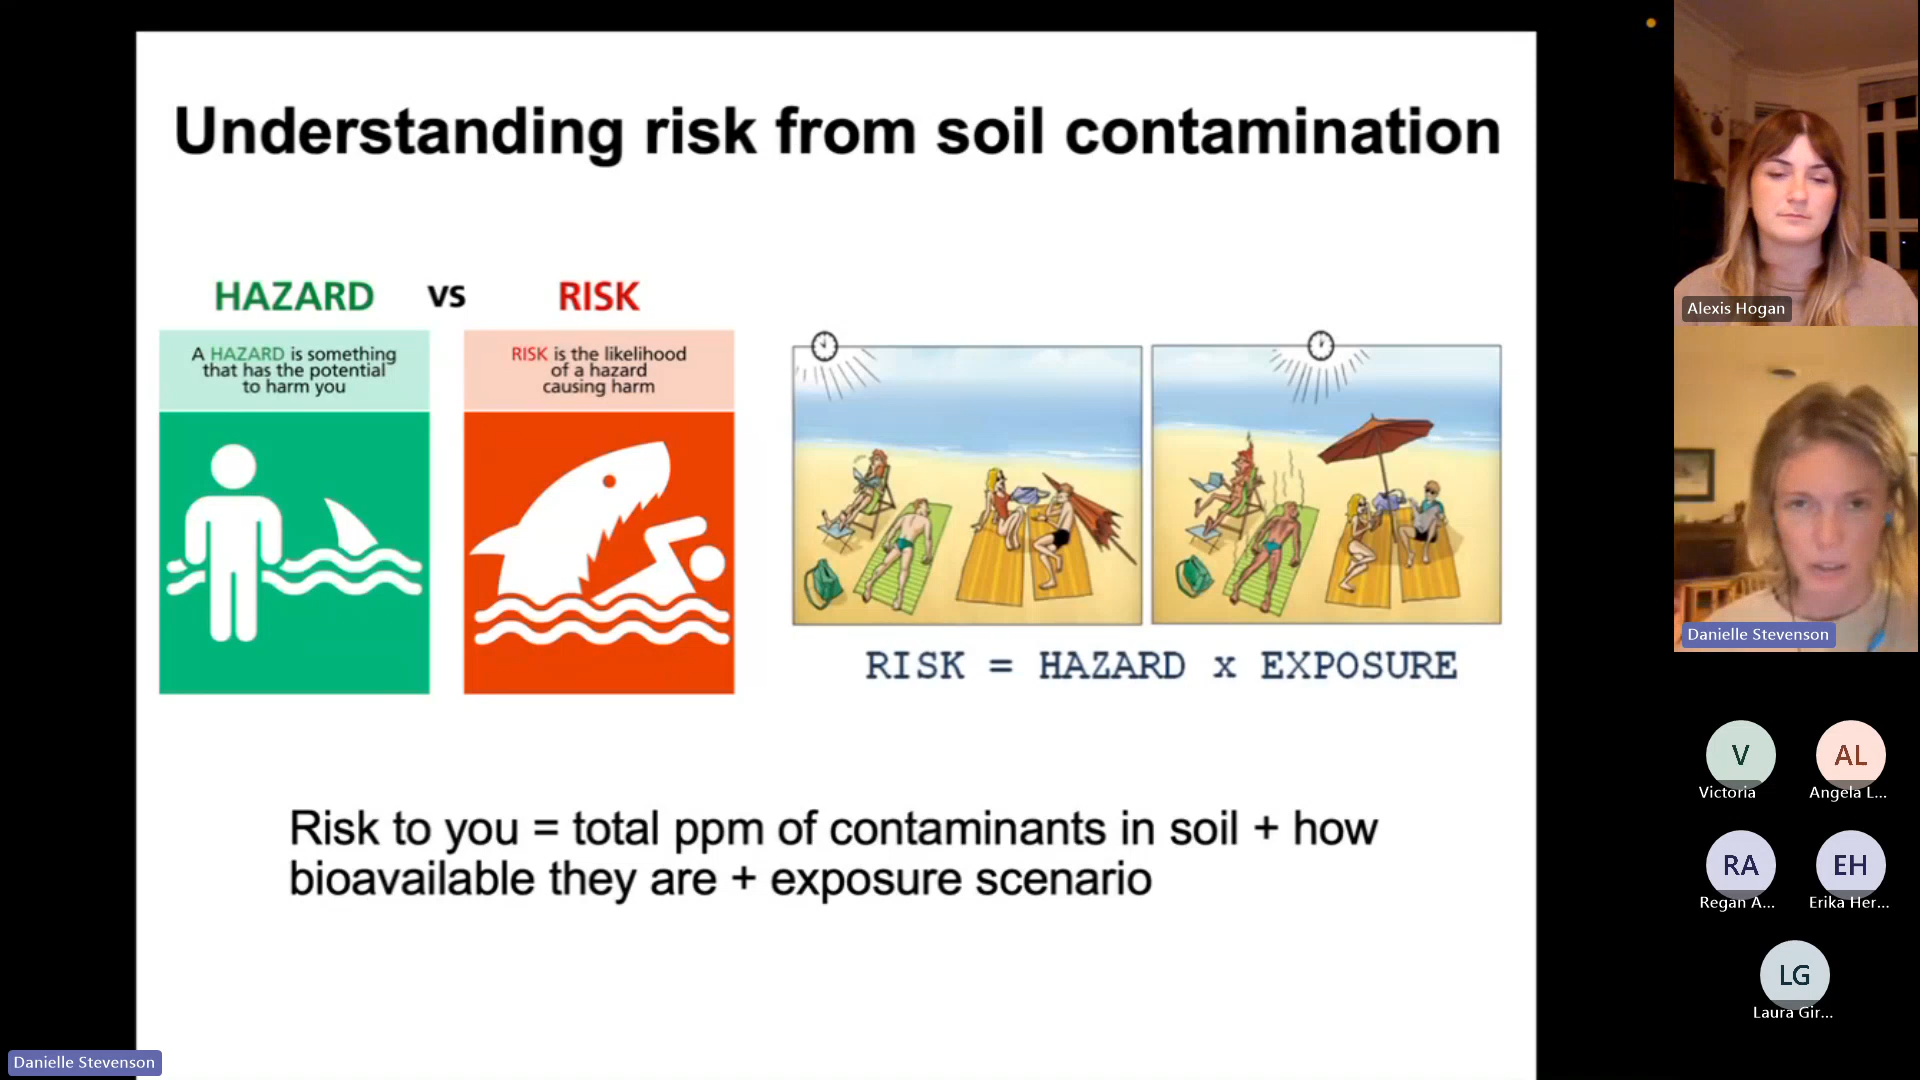 Understanding risk from soil contamination
HAZARD vs RISK
A HAZARD is something
that has the potential
to harm you
RISK is the likelihood
of a hazard
causing harm
RISK = HAZARD x EXPOSURE
Risk to you = total ppm of contaminants in soil + how
bioavailable they are + exposure scenario
Danielle Stevenson
Alexis Hogan
Danielle Stevenson
V
Victoria
AL
Angela L...
RA
Regan A...
EH
Erika Her...
LG
Laura Gir...